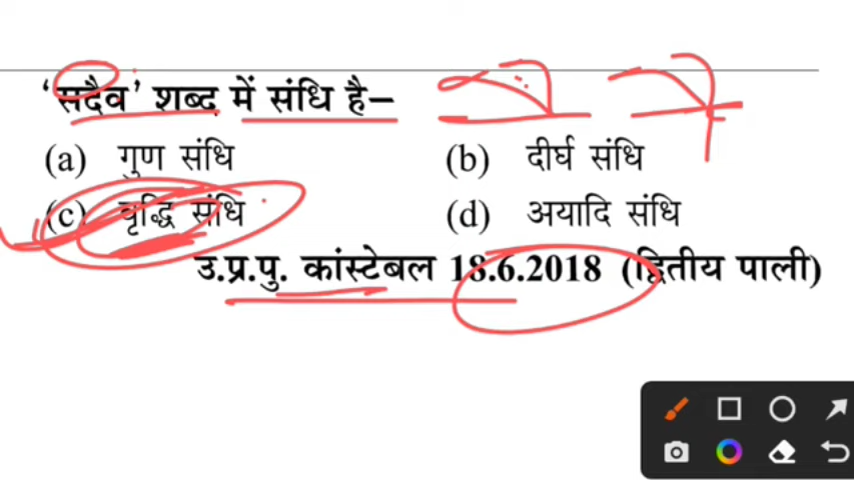 ‘सदैव’ शब्द में संधि है–
(a) गुण संधि (b) दीर्घ संधि
(c) वृद्धि संधि (d) अयादि संधि
उ.प्र.पु. कांस्टेबल 18.6.2018 (द्वितीय पाली)